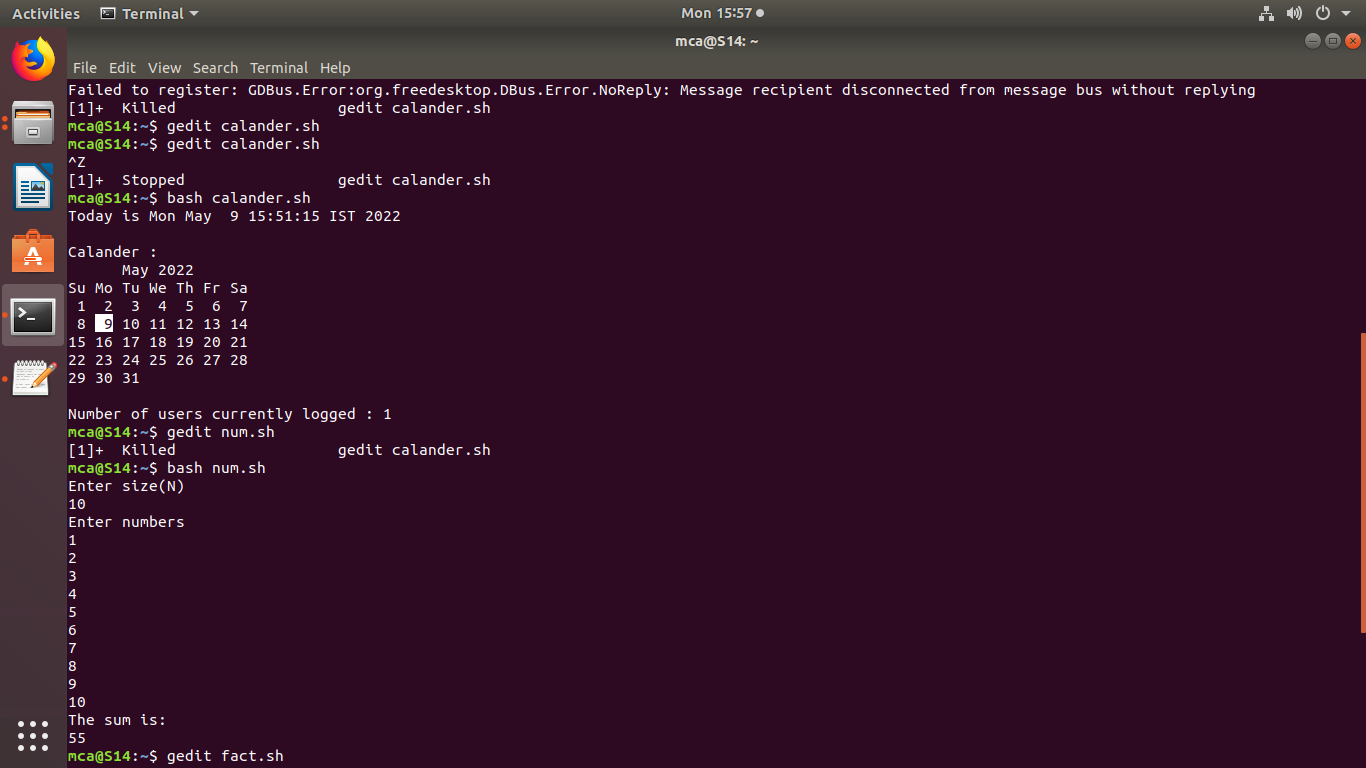 Activities Terminal Mon 15:57
mca@S14: ~
File Edit View Search Terminal Help
Failed to register: GDBus.Error:org.freedesktop.DBus.Error.NoReply: Message recipient disconnected from message bus without replying
[1]+  Killed                  gedit calander.sh
mca@S14:~$ gedit calander.sh
mca@S14:~$ gedit calander.sh
^Z
[1]+  Stopped                 gedit calander.sh
mca@S14:~$ bash calander.sh
Today is Mon May  9 15:51:15 IST 2022
Calander :
      May 2022
Su Mo Tu We Th Fr Sa
 1  2  3  4  5  6  7
 8  9 10 11 12 13 14
15 16 17 18 19 20 21
22 23 24 25 26 27 28
29 30 31
Number of users currently logged : 1
mca@S14:~$ gedit num.sh
[1]+  Killed                  gedit calander.sh
mca@S14:~$ bash num.sh
Enter size(N)
10
Enter numbers
1
2
3
4
5
6
7
8
9
10
The sum is:
55
mca@S14:~$ gedit fact.sh